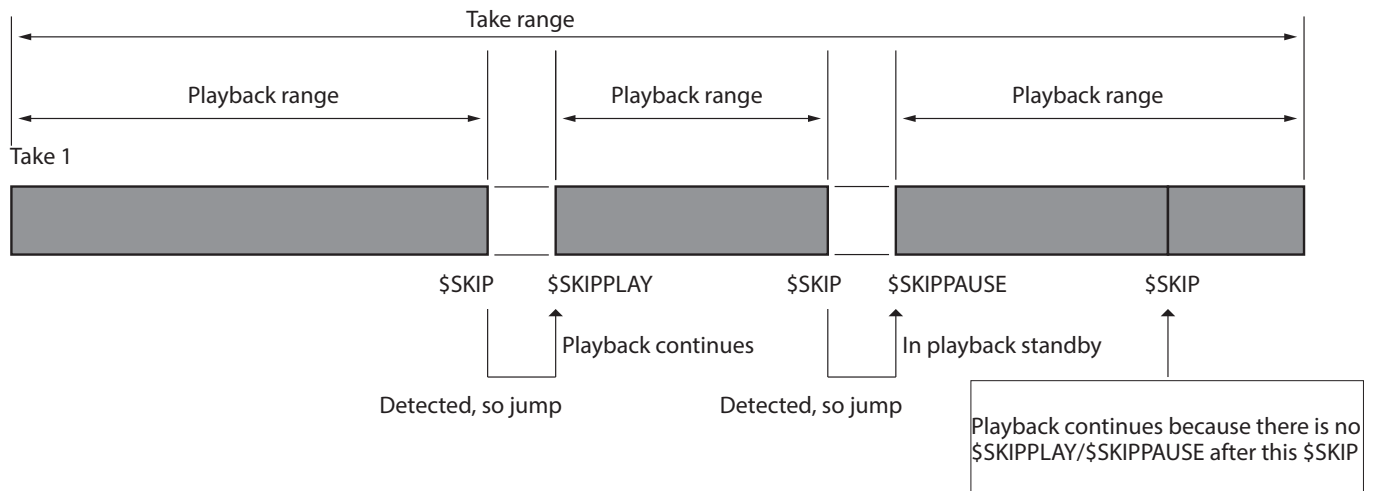 Take range
Playback range
Playback range
Playback range
Take 1
$SKIP
$SKIPPLAY
$SKIP
$SKIPPAUSE
$SKIP
Playback continues
In playback standby
Detected, so jump
Detected, so jump
Playback continues because there is no
$SKIPPLAY/$SKIPPAUSE after this $SKIP